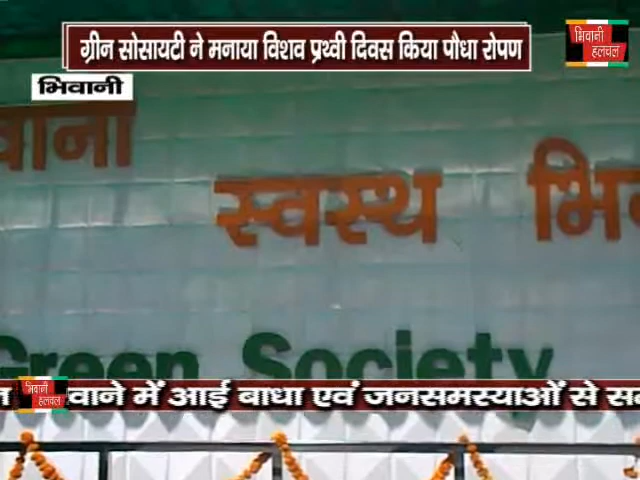 ग्रीन सोसायटी ने मनाया विशव प्रथ्वी दिवस किया पौधा रोपण
भिवानी
हलचल
भिवानी
स्वस्थ
Green Society
भिवानी
हलचल
में आई बाधा एवं जनसमस्याओं से